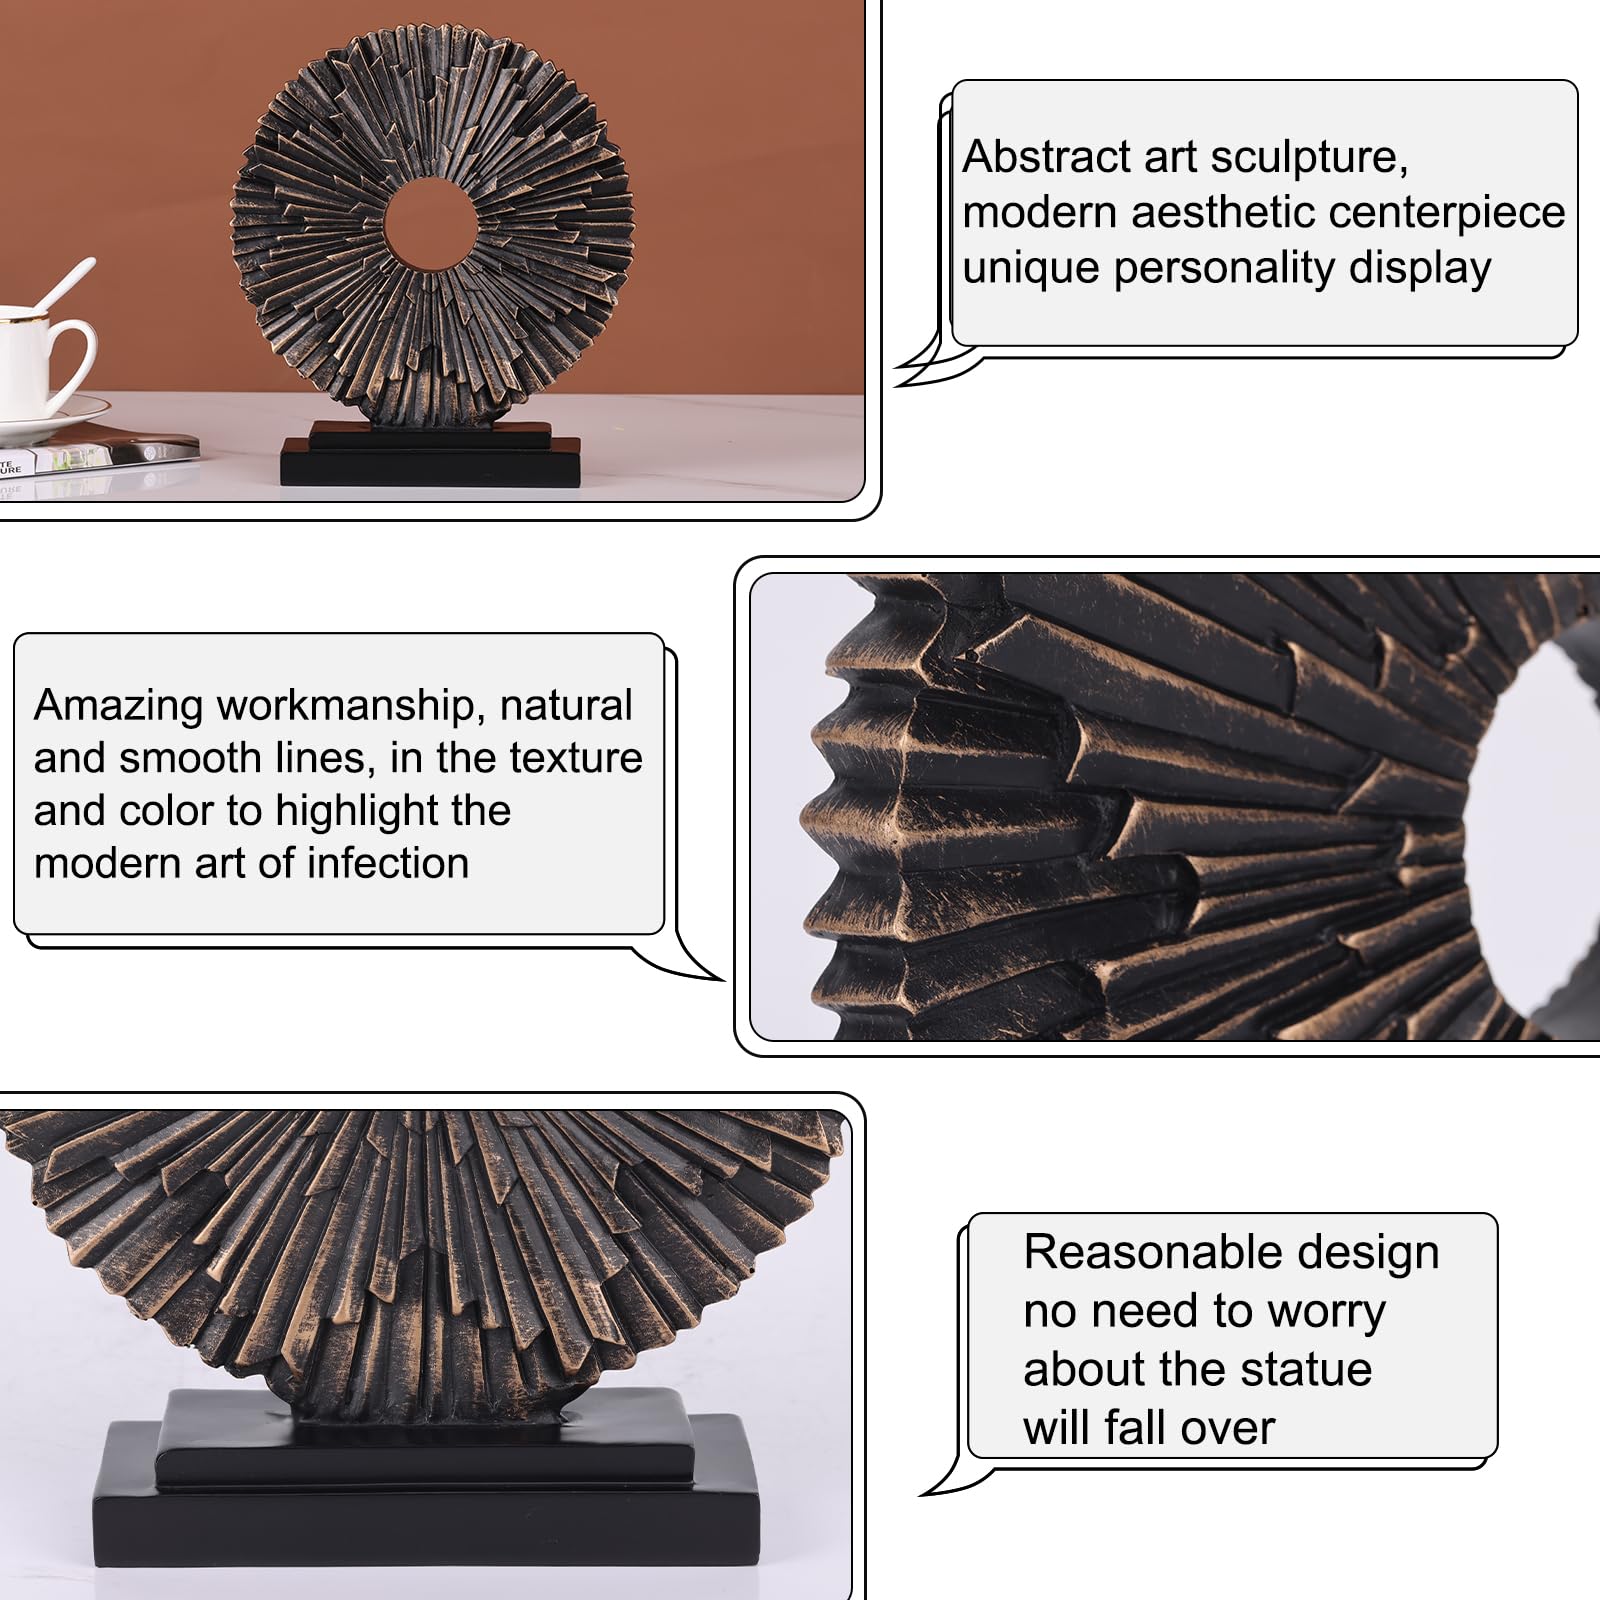 Abstract art sculpture,
modern aesthetic centerpiece
unique personality display
TE
URE
Amazing workmanship, natural
and smooth lines, in the texture
and color to highlight the
modern art of infection
Reasonable design
no need to worry
about the statue
will fall over